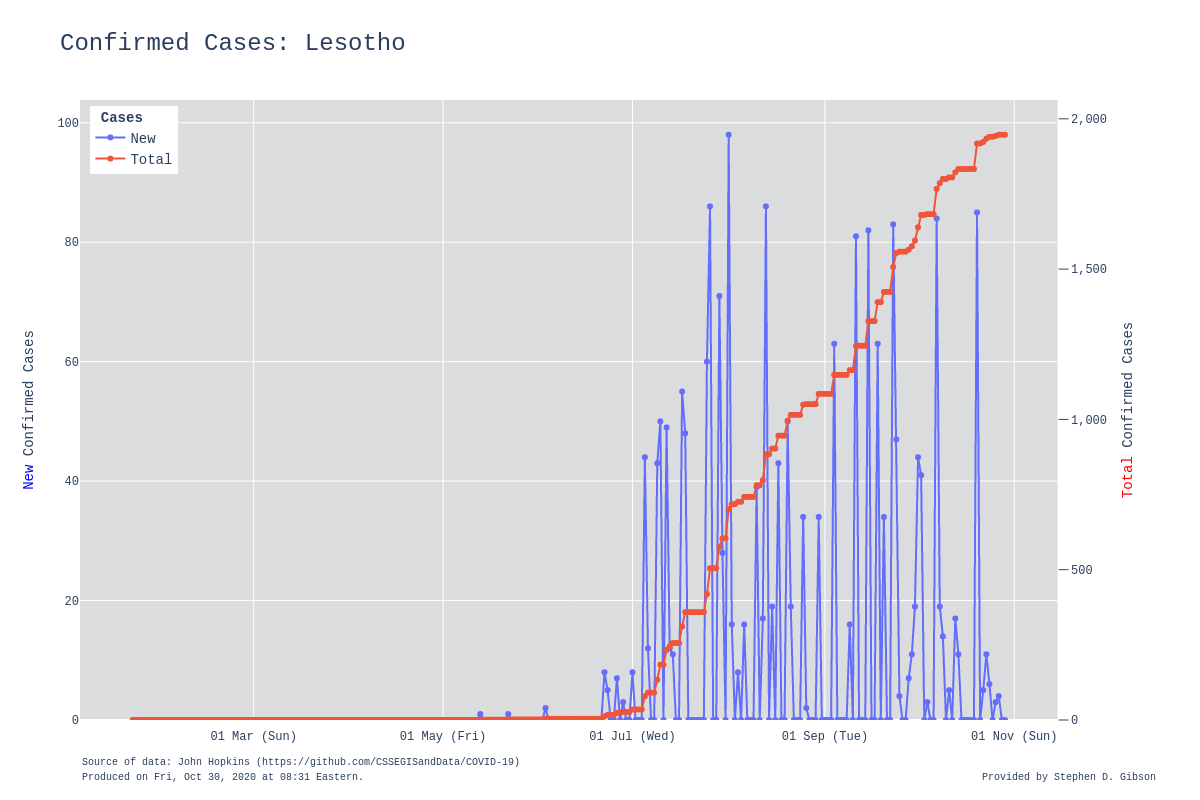 Confirmed Cases: Lesotho
Cases
New
Total
100
80
60
40
20
0
2,000
1,500
1,000
500
0
New Confirmed Cases
Total Confirmed Cases
01 Mar (Sun)
01 May (Fri)
01 Jul (Wed)
01 Sep (Tue)
01 Nov (Sun)
Source of data: John Hopkins (https://github.com/CSSEGISandData/COVID-19)
Produced on Fri, Oct 30, 2020 at 08:31 Eastern.
Provided by Stephen D. Gibson